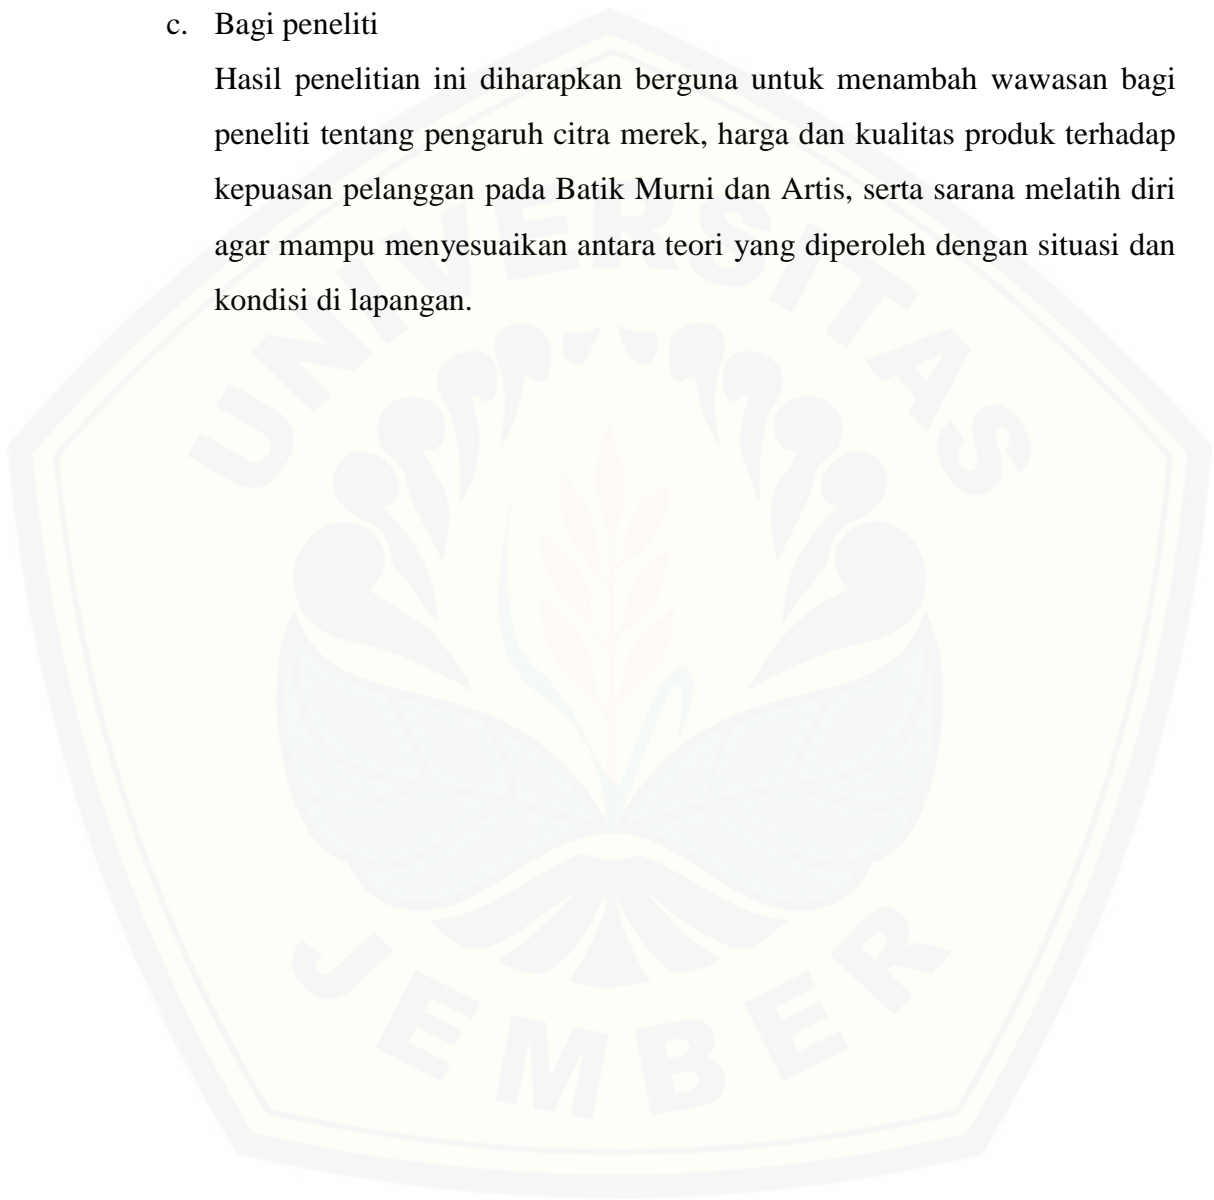 c. Bagi peneliti
Hasil penelitian ini diharapkan berguna untuk menambah wawasan bagi
peneliti tentang pengaruh citra merek, harga dan kualitas produk terhadap
kepuasan pelanggan pada Batik Murni dan Artis, serta sarana melatih diri
agar mampu menyesuaikan antara teori yang diperoleh dengan situasi dan
kondisi di lapangan.
UNIVERSITAS
JEMBER